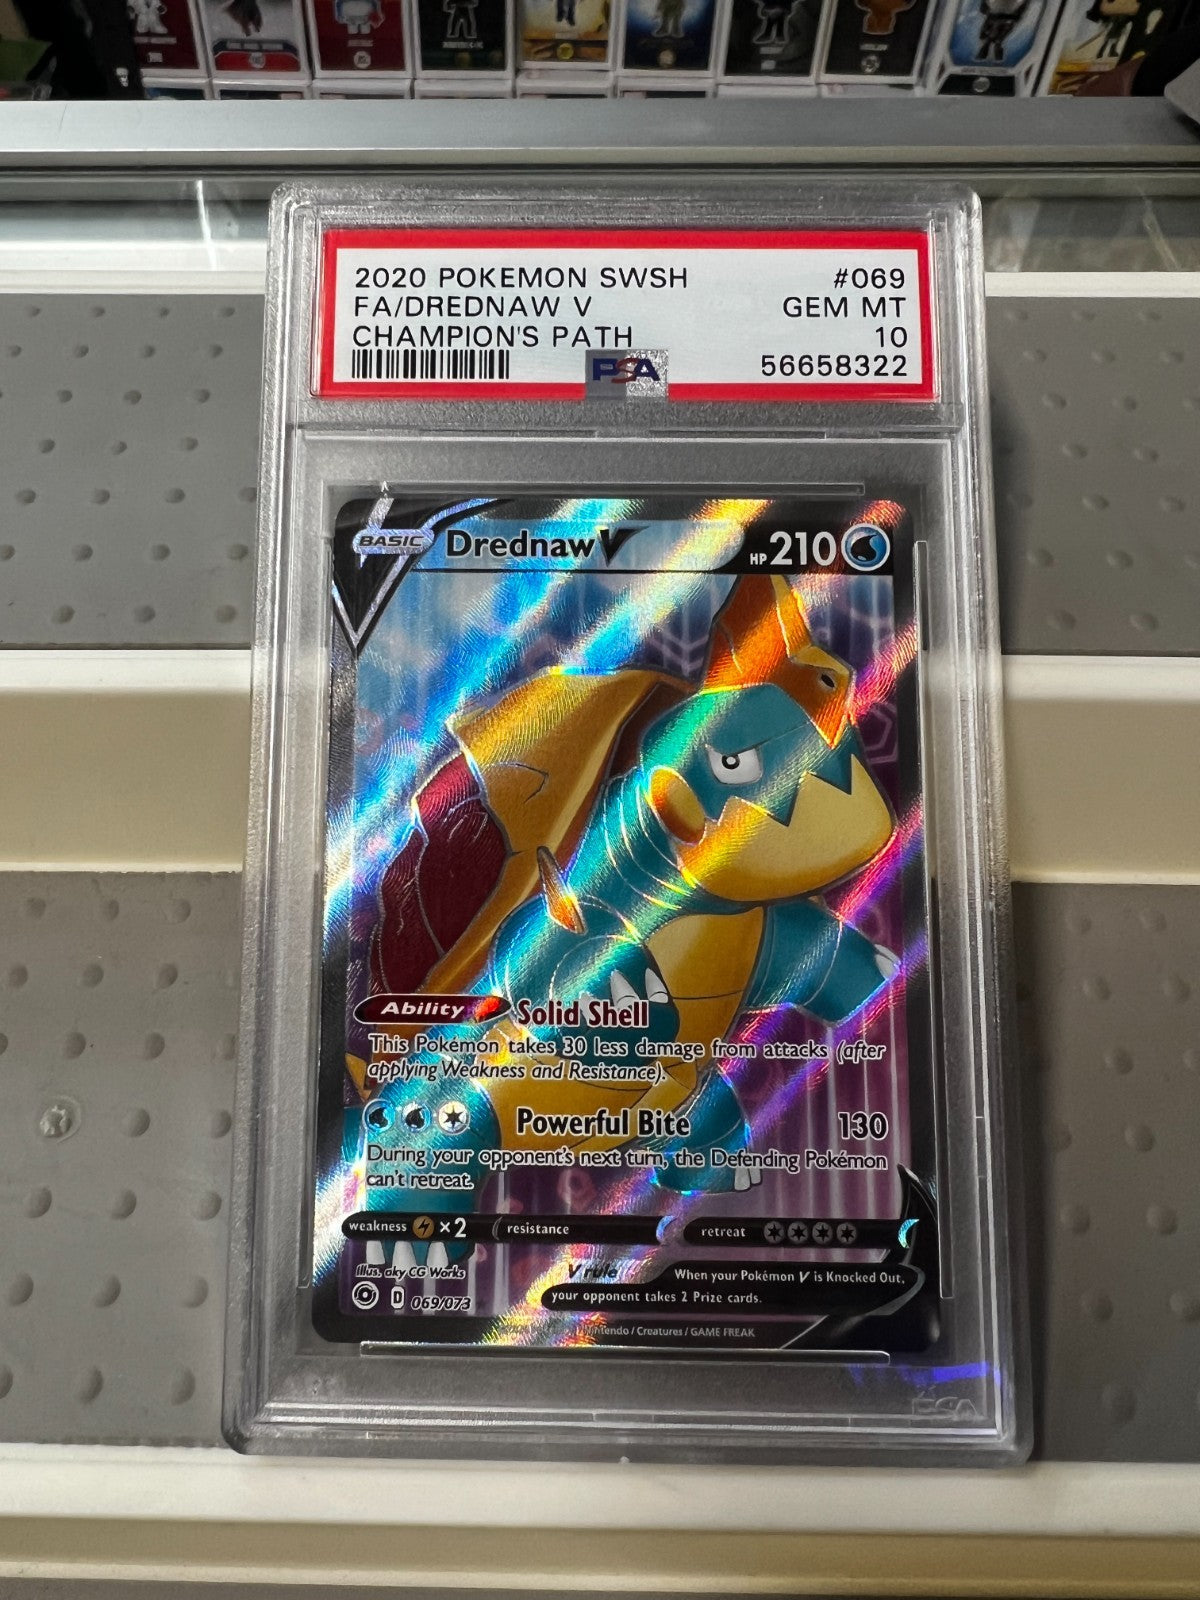 2020 POKEMON SWSH #069
FA/DREDNAW V GEM MT
CHAMPION'S PATH 10
PSA 56658322
BASIC Drednaw V HP 210
Ability Solid Shell
This Pokémon takes 30 less damage from attacks (after
applying Weakness and Resistance).
Powerful Bite 130
During your opponent's next turn, the Defending Pokémon
can't retreat.
weakness ×2 resistance retreat
Illus. aky CG Works
V rule When your Pokémon V is Knocked Out,
your opponent takes 2 Prize cards.
D 069/073
Nintendo / Creatures / GAME FREAK
PSA